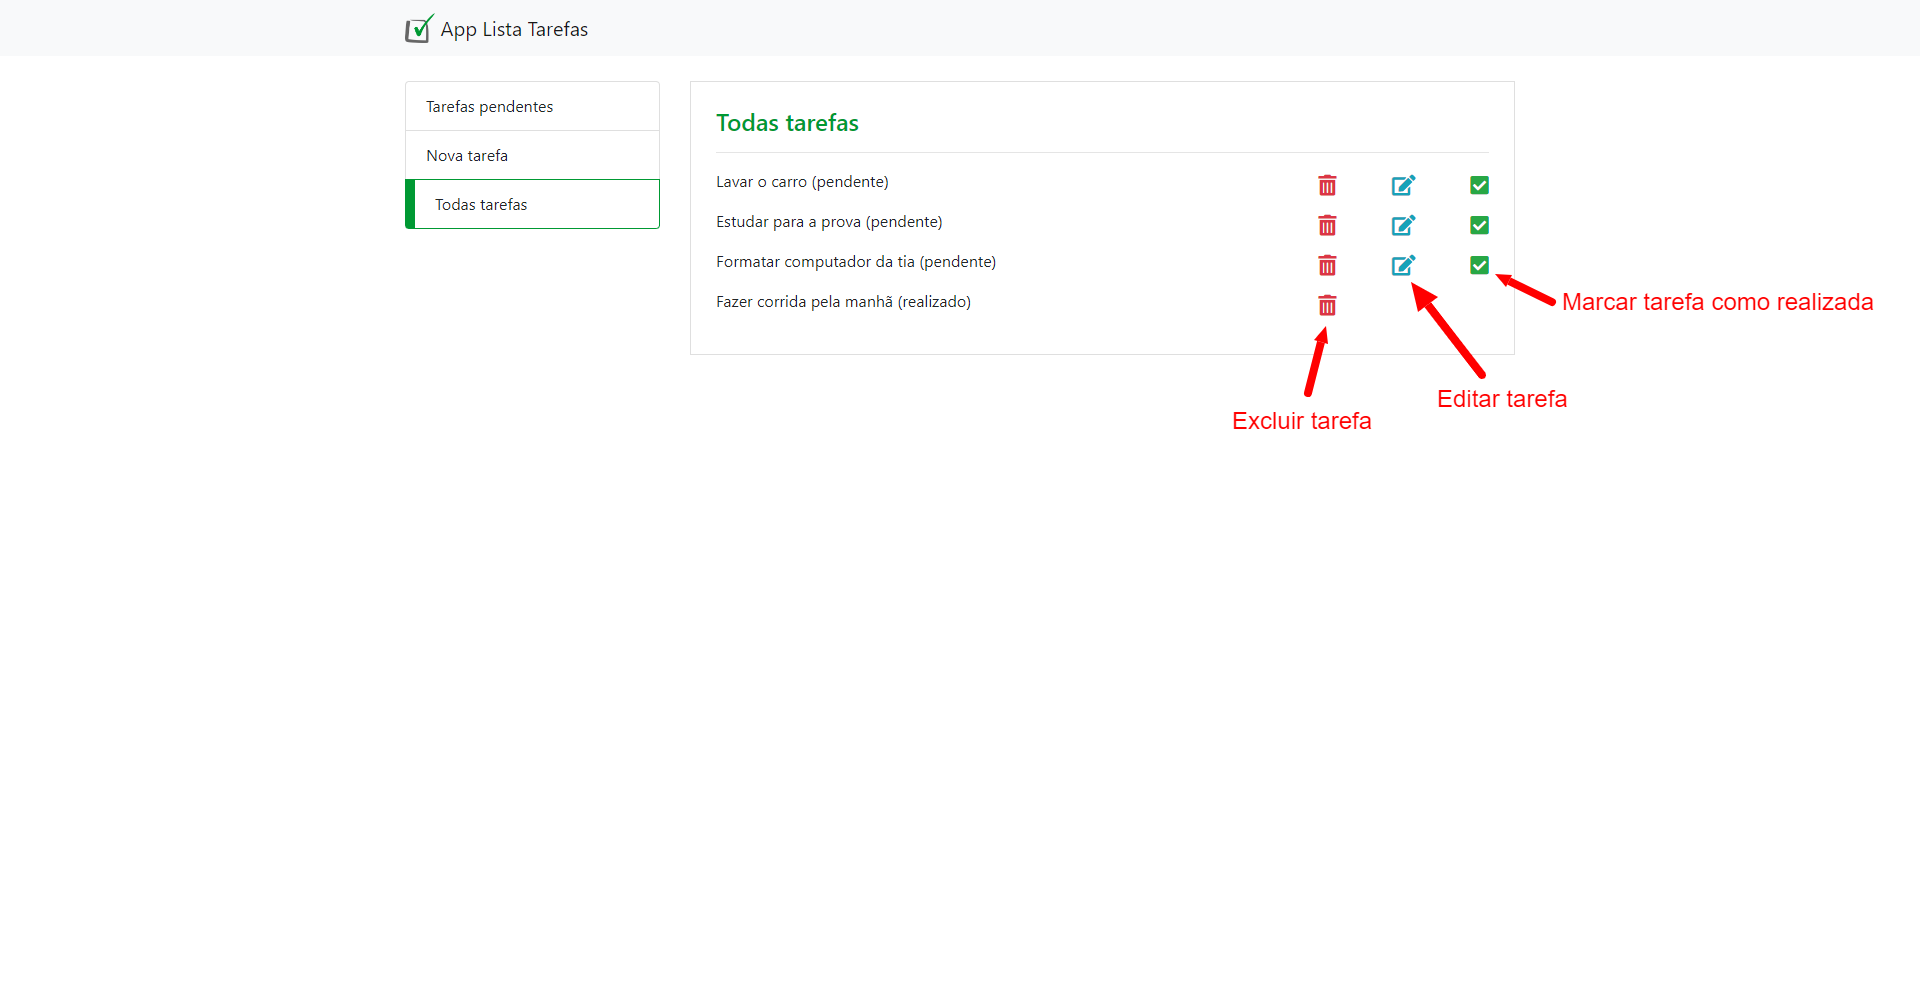 App Lista Tarefas
Tarefas pendentes
Nova tarefa
Todas tarefas
Todas tarefas
Lavar o carro (pendente)
Estudar para a prova (pendente)
Formatar computador da tia (pendente)
Fazer corrida pela manhã (realizado)
Marcar tarefa como realizada
Editar tarefa
Excluir tarefa